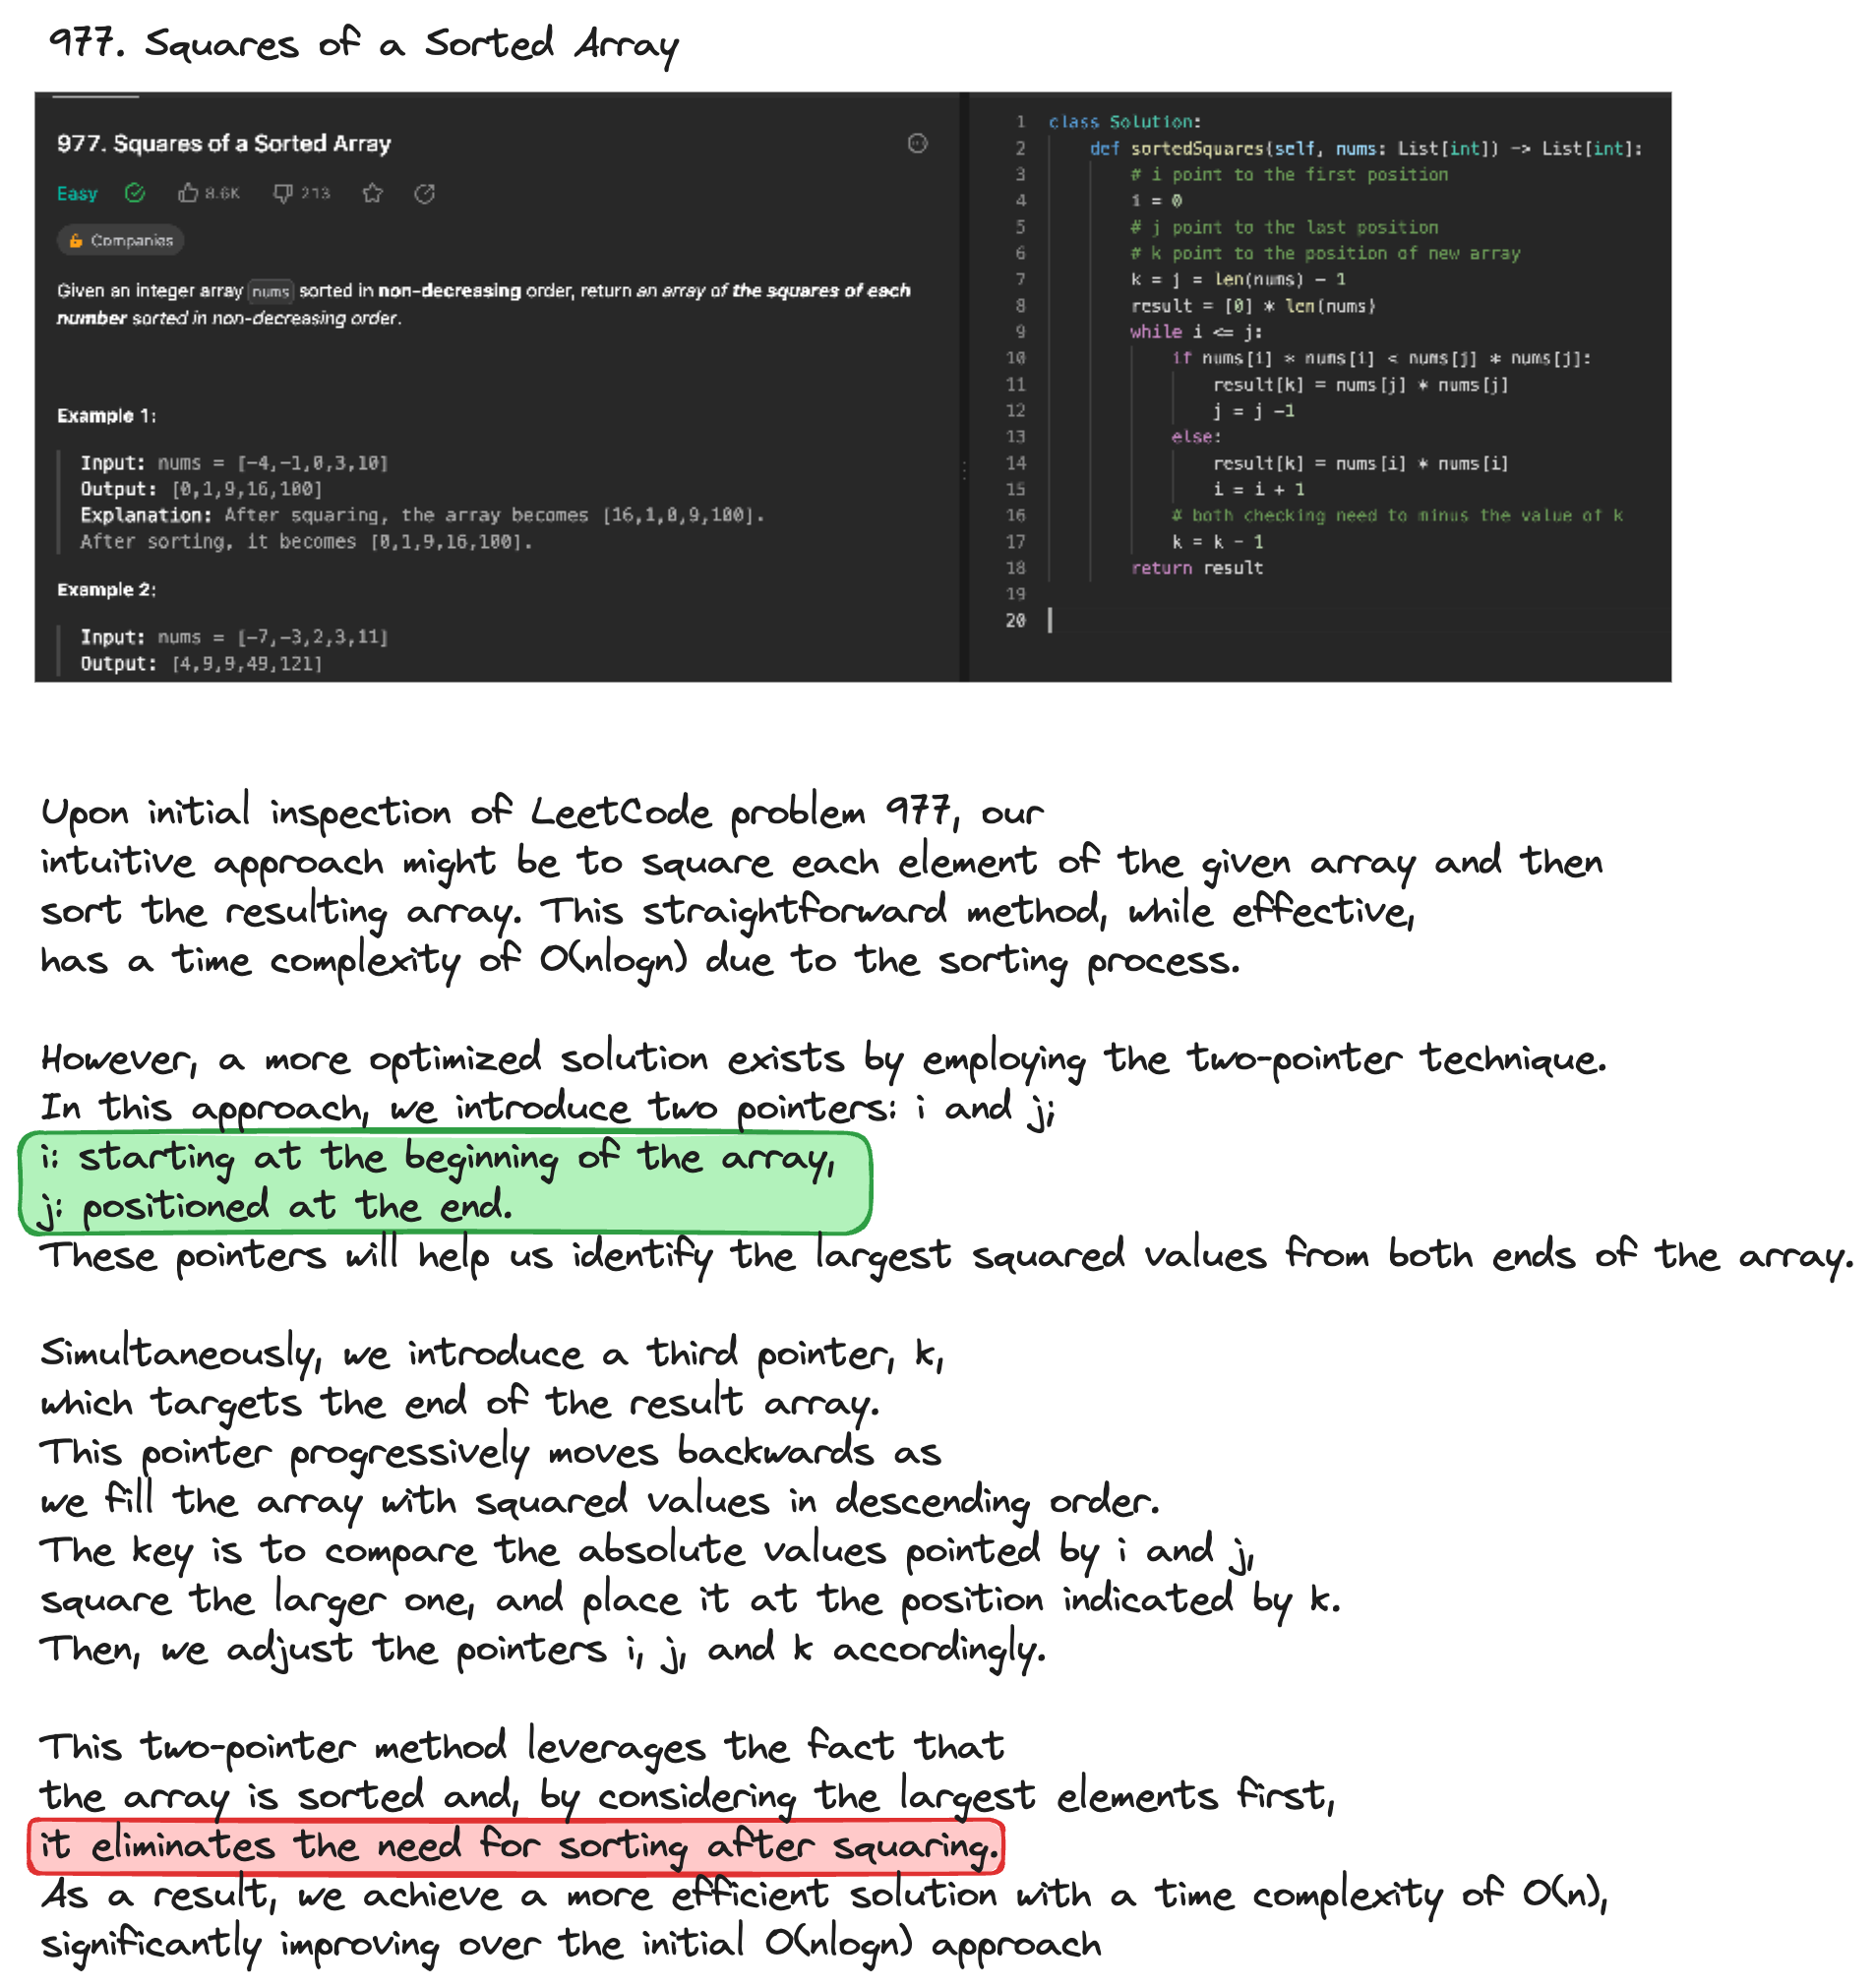 977. Squares of a Sorted Array
977. Squares of a Sorted Array
Easy 8.6K 213
Companies
Given an integer array nums sorted in non-decreasing order, return an array of the squares of each
number sorted in non-decreasing order.
Example 1:
Input: nums = [-4,-1,0,3,10]
Output: [0,1,9,16,100]
Explanation: After squaring, the array becomes [16,1,0,9,100].
After sorting, it becomes [0,1,9,16,100].
Example 2:
Input: nums = [-7,-3,2,3,11]
Output: [4,9,9,49,121]
1 class Solution:
2 def sortedSquares(self, nums: List[int]) -> List[int]:
3 # i point to the first position
4 i = 0
5 # j point to the last position
6 # k point to the position of new array
7 k = j = len(nums) - 1
8 result = [0] * len(nums)
9 while i <= j:
10 if nums[i] * nums[i] < nums[j] * nums[j]:
11 result[k] = nums[j] * nums[j]
12 j = j -1
13 else:
14 result[k] = nums[i] * nums[i]
15 i = i + 1
16 # both checking need to minus the value of k
17 k = k - 1
18 return result
19
20
Upon initial inspection of LeetCode problem 977, our
intuitive approach might be to square each element of the given array and then
sort the resulting array. This straightforward method, while effective,
has a time complexity of O(nlogn) due to the sorting process.
However, a more optimized solution exists by employing the two-pointer technique.
In this approach, we introduce two pointers: i and j;
i: starting at the beginning of the array,
j: positioned at the end.
These pointers will help us identify the largest squared values from both ends of the array.
Simultaneously, we introduce a third pointer, k,
which targets the end of the result array.
This pointer progressively moves backwards as
we fill the array with squared values in descending order.
The key is to compare the absolute values pointed by i and j,
square the larger one, and place it at the position indicated by k.
Then, we adjust the pointers i, j, and k accordingly.
This two-pointer method leverages the fact that
the array is sorted and, by considering the largest elements first,
it eliminates the need for sorting after squaring.
As a result, we achieve a more efficient solution with a time complexity of O(n),
significantly improving over the initial O(nlogn) approach